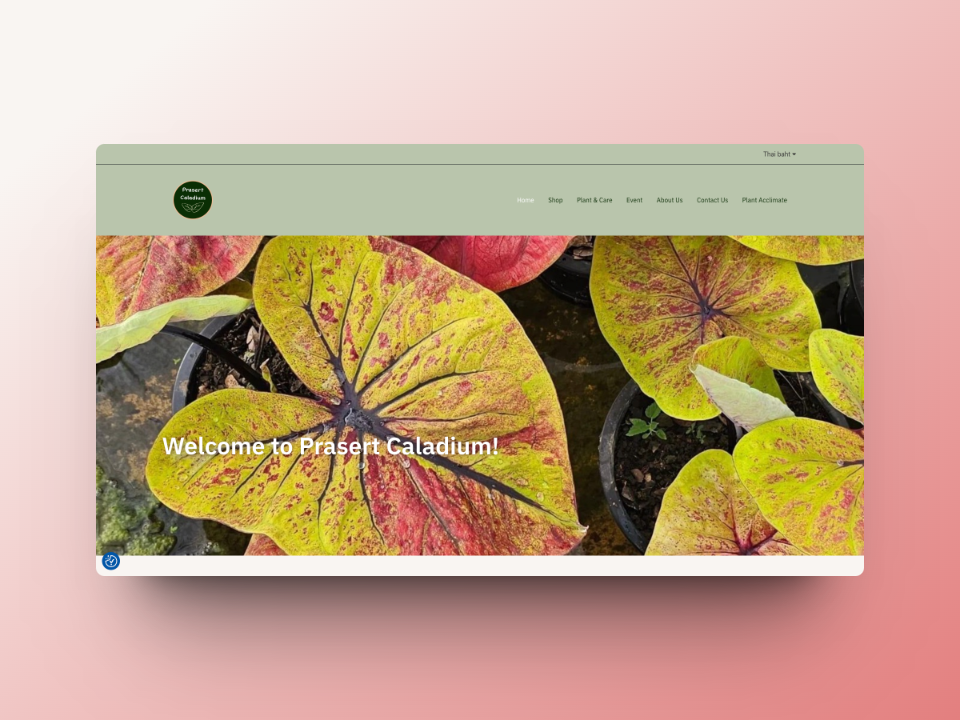 Thai baht
Prasert
Caladium
Home Shop Plant & Care Event About Us Contact Us Plant Acclimate
Welcome to Prasert Caladium!